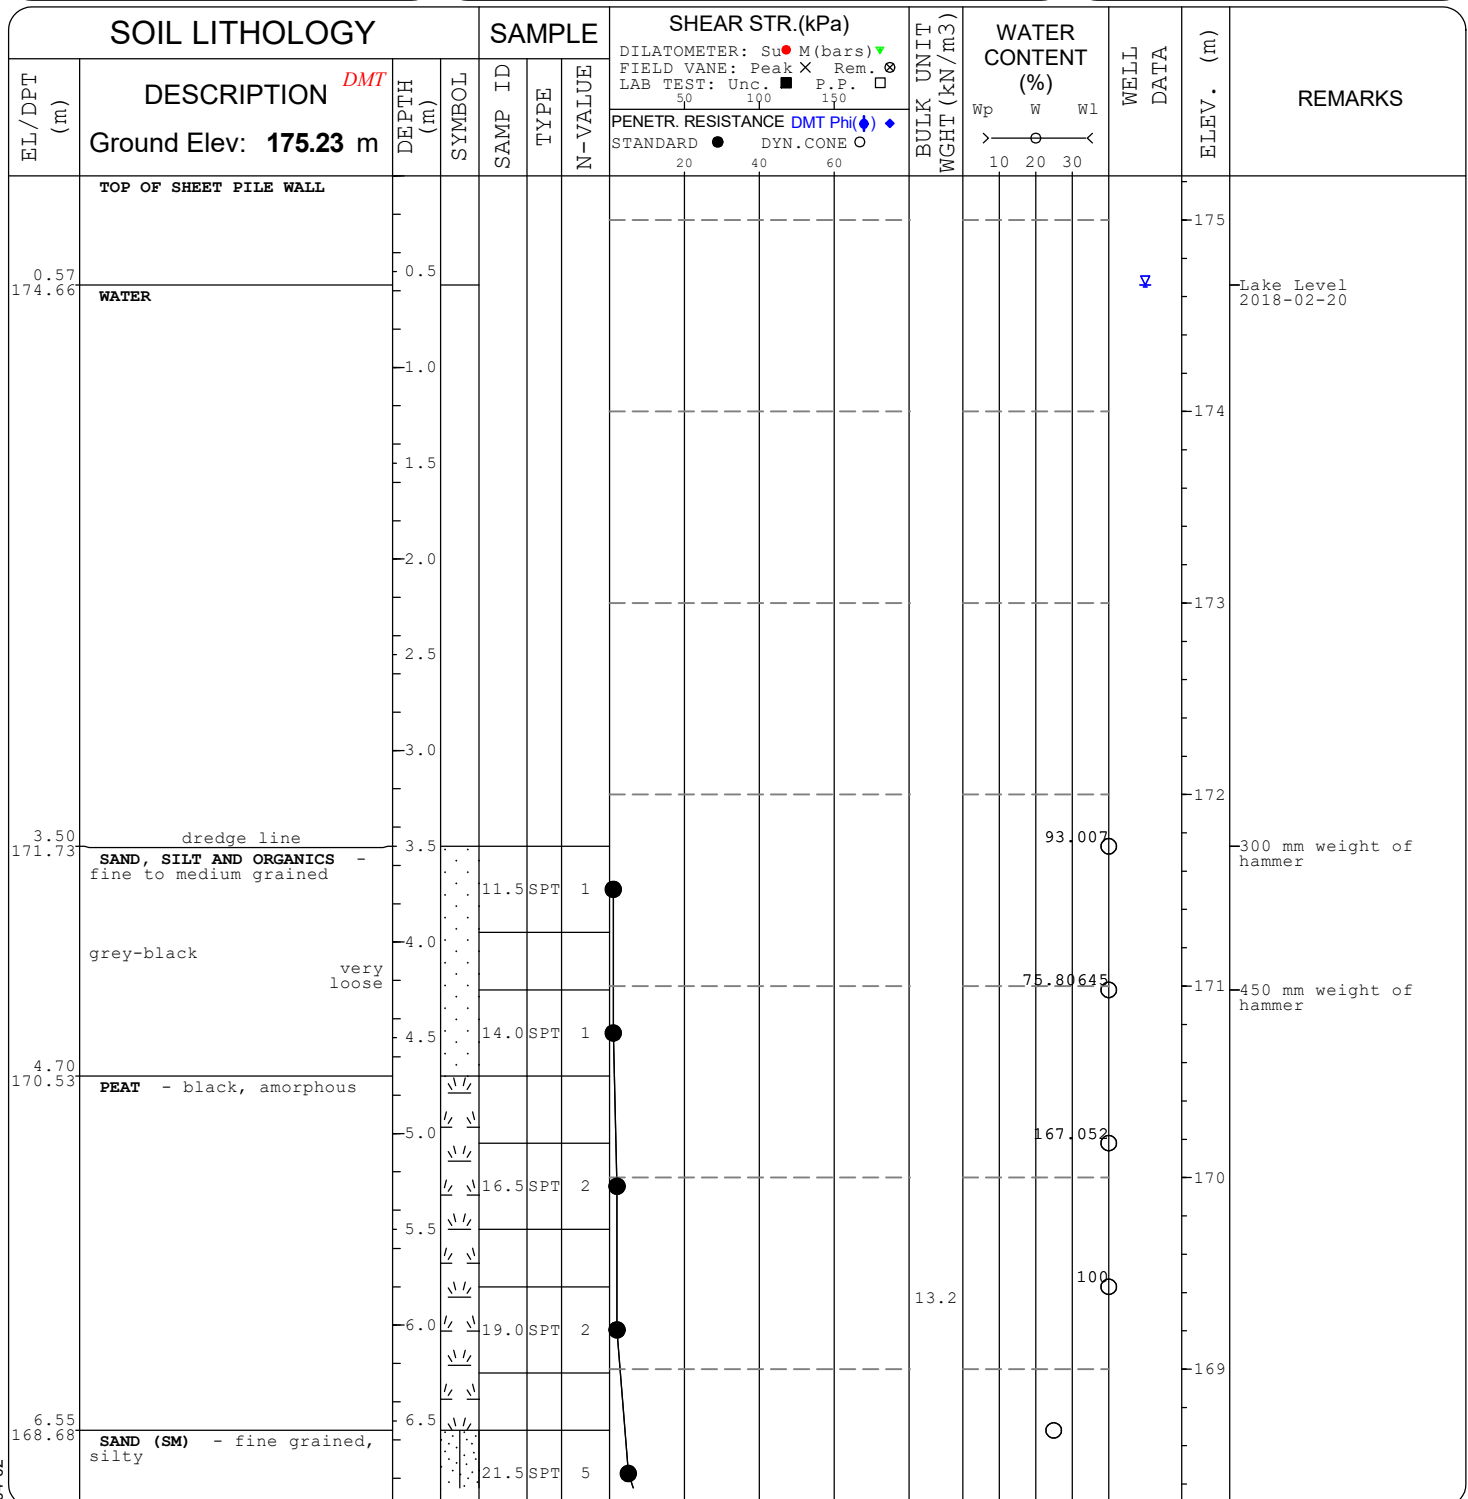 SOIL LITHOLOGY
SAMPLE
SHEAR STR.(kPa)
DILATOMETER: Su M(bars)
FIELD VANE: Peak Rem.
LAB TEST: Unc. P.P.
50 100 150
PENETR. RESISTANCE DMT Phi(ϕ)
STANDARD DYN.CONE
20 40 60
BULK UNIT
WGHT(kN/m3)
WATER
CONTENT
(%)
Wp W Wl
10 20 30
WELL
DATA
ELEV. (m)
REMARKS
EL/DPT
(m)
DESCRIPTION DMT
Ground Elev: 175.23 m
DEPTH
(m)
SYMBOL
SAMP ID
TYPE
N-VALUE
TOP OF SHEET PILE WALL
175
0.57
174.66
0.5
WATER
Lake Level
2018-02-20
1.0
174
1.5
2.0
173
2.5
3.0
172
3.50
171.73
dredge line
3.5
93.007
300 mm weight of
hammer
SAND, SILT AND ORGANICS -
fine to medium grained
11.5 SPT 1
4.0
grey-black
very
loose
75.80645
171
450 mm weight of
hammer
4.5
14.0 SPT 1
4.70
170.53
PEAT - black, amorphous
5.0
167.052
16.5 SPT 2
170
5.5
100
13.2
6.0
19.0 SPT 2
169
6.55
168.68
6.5
SAND (SM) - fine grained,
silty
21.5 SPT 5